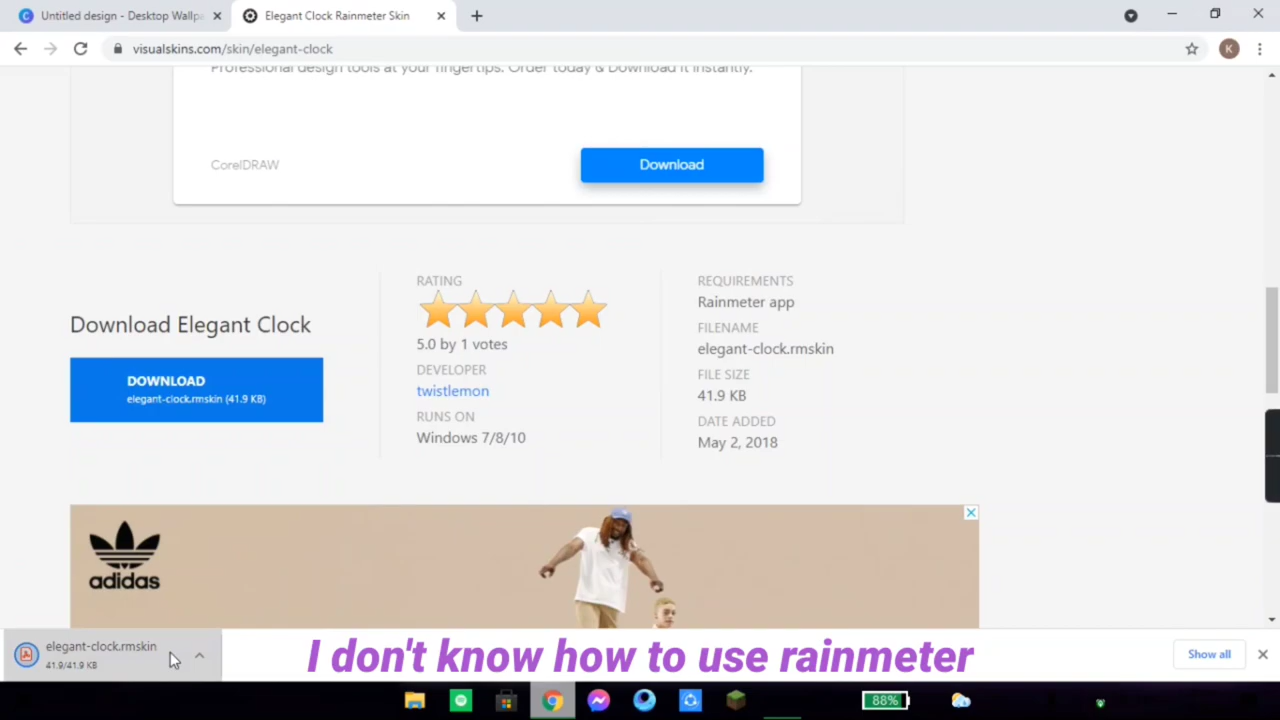 Untitled design - Desktop Wallpa
Elegant Clock Rainmeter Skin
visualskins.com/skin/elegant-clock
K
Professional design tools at your fingertips. Order today & Download it instantly.
CorelDRAW
Download
Download Elegant Clock
DOWNLOAD
elegant-clock.rmskin (41.9 KB)
RATING
5.0 by 1 votes
DEVELOPER
twistlemon
RUNS ON
Windows 7/8/10
REQUIREMENTS
Rainmeter app
FILENAME
elegant-clock.rmskin
FILE SIZE
41.9 KB
DATE ADDED
May 2, 2018
adidas
elegant-clock.rmskin
41.9/41.9 KB
I don't know how to use rainmeter
Show all
88%